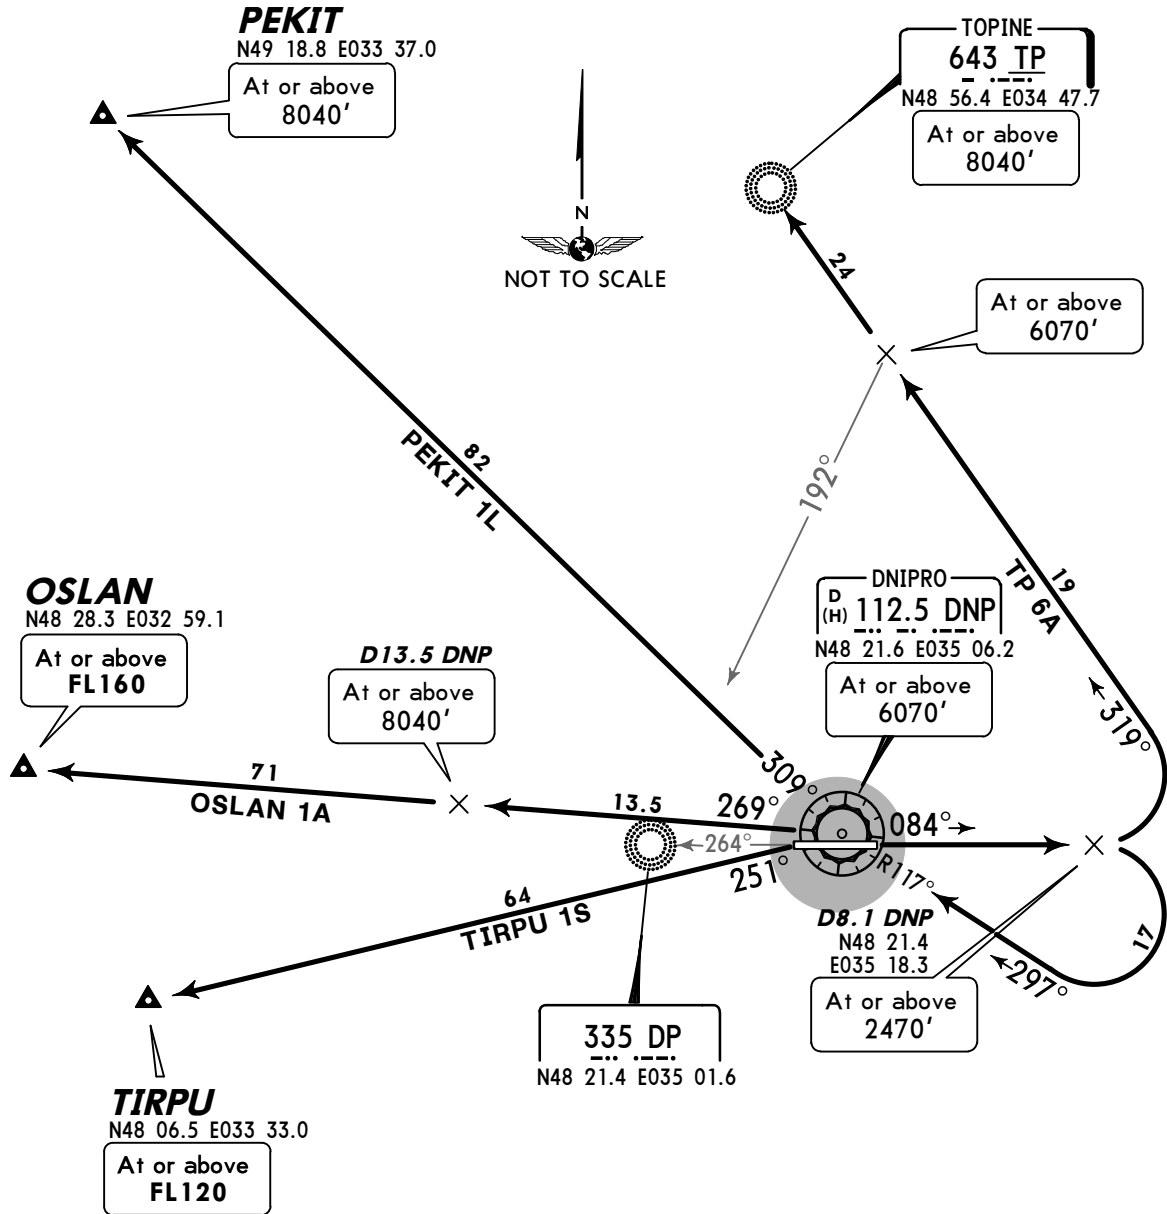 PEKIT
N49 18.8 E033 37.0
At or above
8040'
TOPINE
643 TP
N48 56.4 E034 47.7
At or above
8040'
N
NOT TO SCALE
24
At or above
6070'
82
PEKIT 1L
192°
19
TP 6A
319°
OSLAN
N48 28.3 E032 59.1
At or above
FL160
D13.5 DNP
At or above
8040'
DNIPRO
D
(H) 112.5 DNP
N48 21.6 E035 06.2
At or above
6070'
309°
71
OSLAN 1A
13.5
269°
084°
264°
251°
R117°
64
TIRPU 1S
D8.1 DNP
N48 21.4
E035 18.3
At or above
2470'
17
297°
335 DP
N48 21.4 E035 01.6
TIRPU
N48 06.5 E033 33.0
At or above
FL120